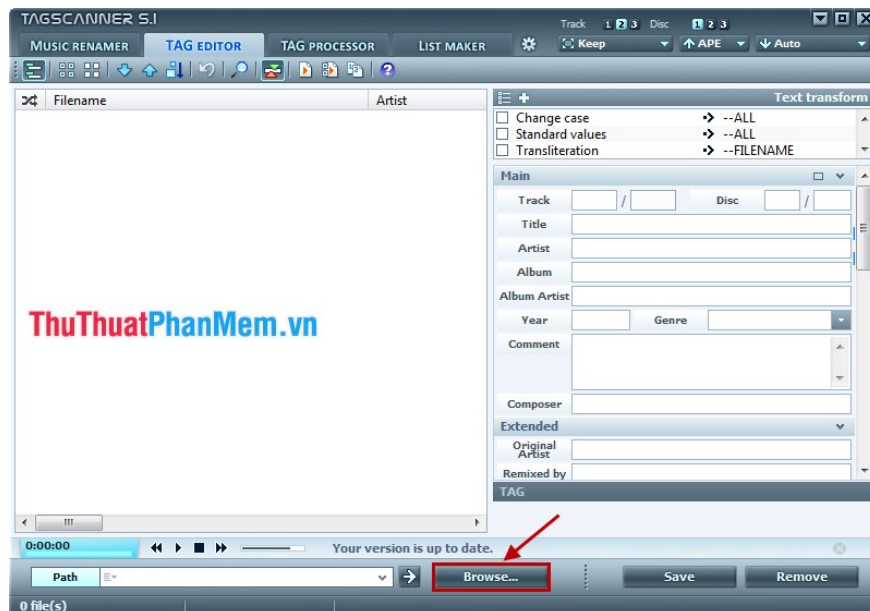 TAGSCANNER 5.1
Track 1 2 3 Disc 1 2 3
MUSIC RENAMER TAG EDITOR TAG PROCESSOR LIST MAKER Keep APE Auto
Filename Artist
Text transform
Change case --ALL
Standard values --ALL
Transliteration --FILENAME
Main
Track / Disc /
Title
Artist
Album
Album Artist
Year Genre
Comment
Composer
Extended
Original Artist
Remixed by
TAG
ThuThuatPhanMem.vn
0:00:00 Your version is up to date.
Path Browse... Save Remove
0 file(s)